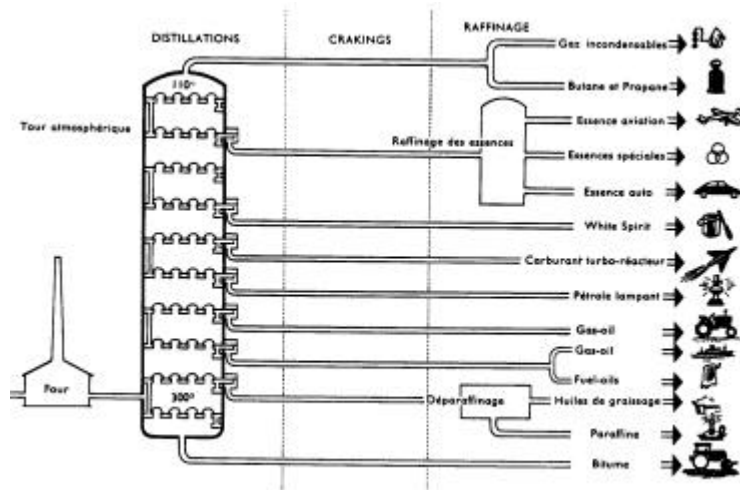 DISTILLATIONS
CRAKINGS
RAFFINAGE
Gaz incondensables
110°
Butane et Propane
Tour atmosphérique
Essence aviation
Raffinage des essences
Essences spéciales
Essence auto
White Spirit
Carburant turbo-réacteur
Pétrole lampant
Gas-oil
Gas-oil
Four
300°
Fuel-oils
Déparaffinage
Huiles de graissage
Paraffine
Bitume